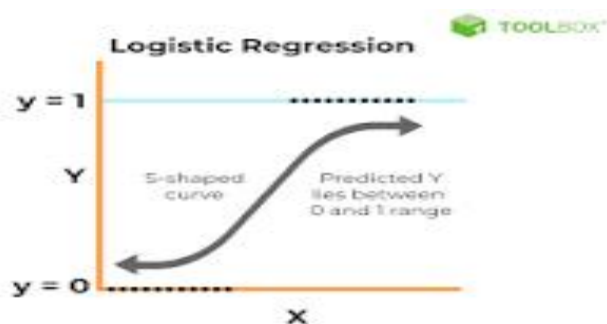 TOOLBOX
Logistic Regression
y = 1
Y
S-shaped
curve
Predicted Y
lies between
0 and 1 range
y = 0
X